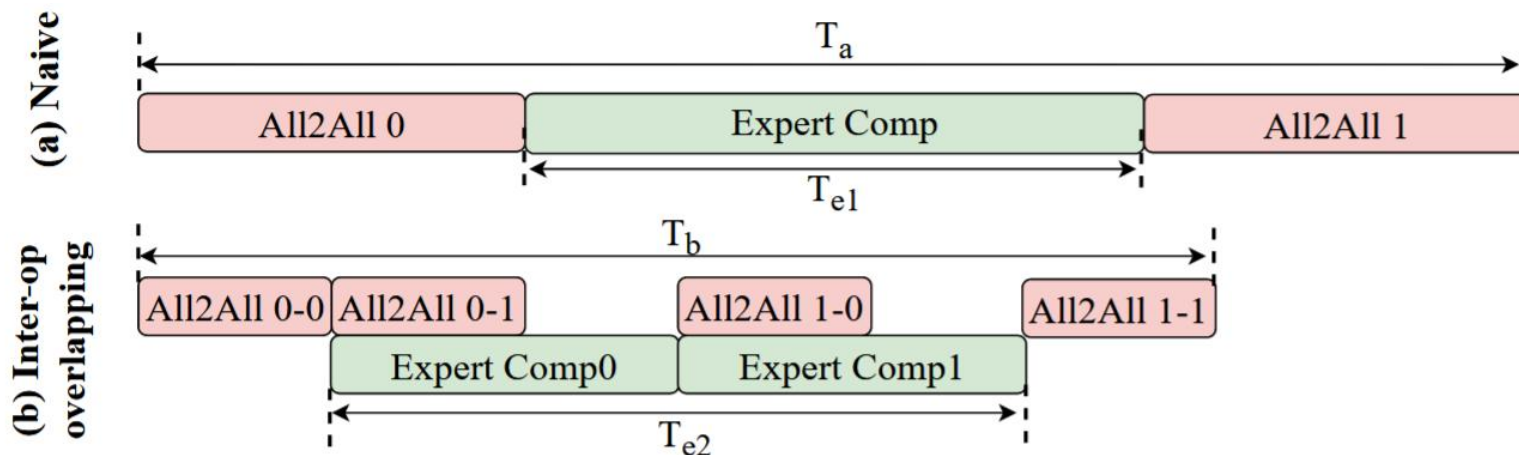 (a) Naive
T_a
All2All 0 Expert Comp All2All 1
T_e1
(b) Inter-op
overlapping
T_b
All2All 0-0 All2All 0-1 All2All 1-0 All2All 1-1
Expert Comp0 Expert Comp1
T_e2